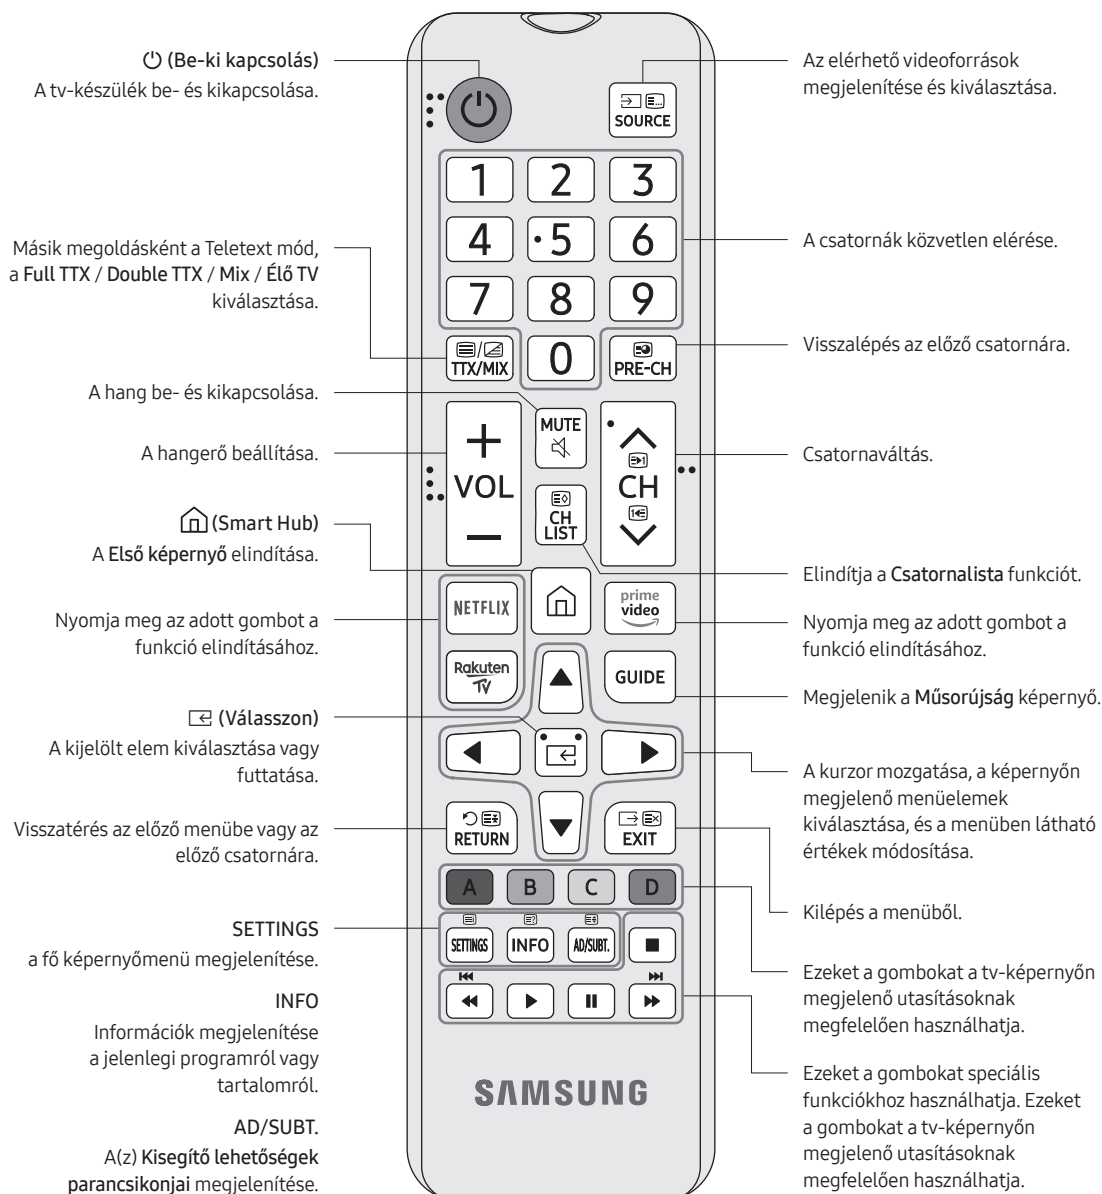 (Be-ki kapcsolás)
A tv-készülék be- és kikapcsolása.
Másik megoldásként a Teletext mód,
a Full TTX / Double TTX / Mix / Élő TV
kiválasztása.
A hang be- és kikapcsolása.
A hangerő beállítása.
(Smart Hub)
A Első képernyő elindítása.
Nyomja meg az adott gombot a
funkció elindításához.
(Válasszon)
A kijelölt elem kiválasztása vagy
futtatása.
Visszatérés az előző menübe vagy az
előző csatornára.
SETTINGS
a fő képernyőmenü megjelenítése.
INFO
Információk megjelenítése
a jelenlegi programról vagy
tartalomról.
AD/SUBT.
A(z) Kisegítő lehetőségek
parancsikonjai megjelenítése.
SOURCE
1 2 3
4 5 6
7 8 9
TTX/MIX 0 PRE-CH
MUTE
VOL
CH
CH
LIST
NETFLIX
prime
video
Rakuten
TV
GUIDE
RETURN
EXIT
A B C D
SETTINGS INFO AD/SUBT.
SAMSUNG
Az elérhető videoforrások
megjelenítése és kiválasztása.
A csatornák közvetlen elérése.
Visszalépés az előző csatornára.
Csatornaváltás.
Elindítja a Csatornalista funkciót.
Nyomja meg az adott gombot a
funkció elindításához.
Megjelenik a Műsorújság képernyő.
A kurzor mozgatása, a képernyőn
megjelenő menüelemek
kiválasztása, és a menüben látható
értékek módosítása.
Kilépés a menüből.
Ezeket a gombokat a tv-képernyőn
megjelenő utasításoknak
megfelelően használhatja.
Ezeket a gombokat speciális
funkciókhoz használhatja. Ezeket
a gombokat a tv-képernyőn
megjelenő utasításoknak
megfelelően használhatja.